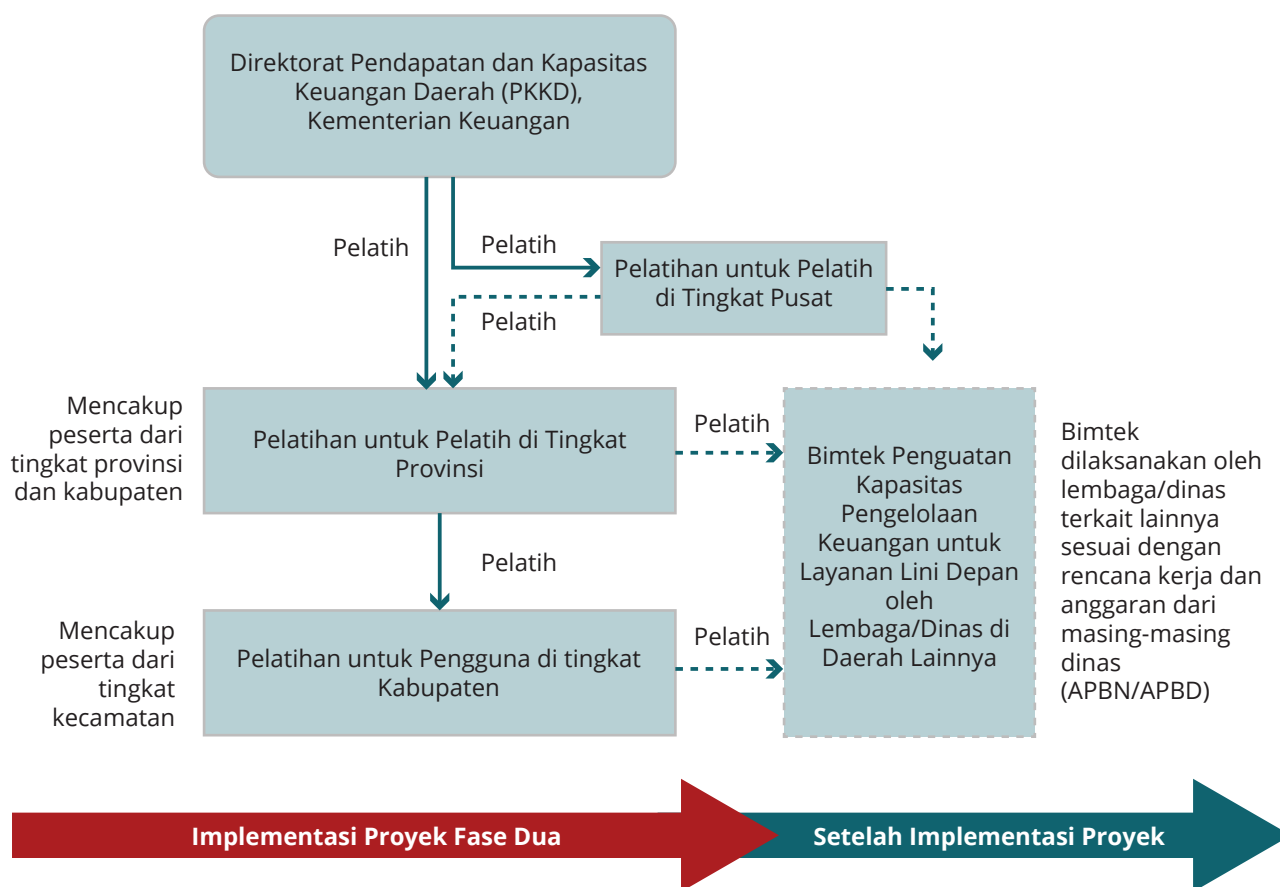 Direktorat Pendapatan dan Kapasitas
Keuangan Daerah (PKKD),
Kementerian Keuangan
Pelatih
Pelatih
Pelatihan untuk Pelatih
di Tingkat Pusat
Pelatih
Mencakup
peserta dari
tingkat provinsi
dan kabupaten
Pelatihan untuk Pelatih di Tingkat
Provinsi
Pelatih
Bimtek Penguatan
Kapasitas
Pengelolaan
Keuangan untuk
Layanan Lini Depan
oleh
Lembaga/Dinas di
Daerah Lainnya
Bimtek
dilaksanakan oleh
lembaga/dinas
terkait lainnya
sesuai dengan
rencana kerja dan
anggaran dari
masing-masing
dinas
(APBN/APBD)
Pelatih
Mencakup
peserta dari
tingkat
kecamatan
Pelatihan untuk Pengguna di tingkat
Kabupaten
Pelatih
Implementasi Proyek Fase Dua
Setelah Implementasi Proyek